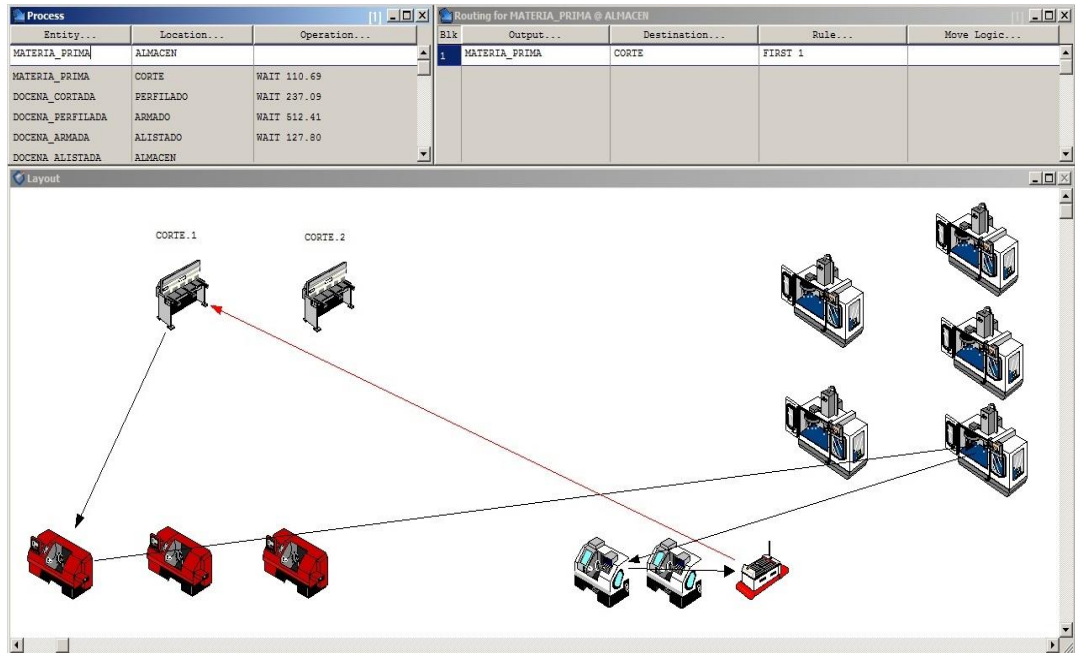 Process [1]
Entity... Location... Operation...
MATERIA_PRIMA ALMACEN
MATERIA_PRIMA CORTE WAIT 110.69
DOCENA_CORTADA PERFILADO WAIT 237.09
DOCENA_PERFILADA ARMADO WAIT 512.41
DOCENA_ARMADA ALISTADO WAIT 127.80
DOCENA_ALISTADA ALMACEN
Routing for MATERIA_PRIMA @ ALMACEN [1]
Blk Output... Destination... Rule... Move Logic...
1 MATERIA_PRIMA CORTE FIRST 1
Layout
CORTE.1 CORTE.2